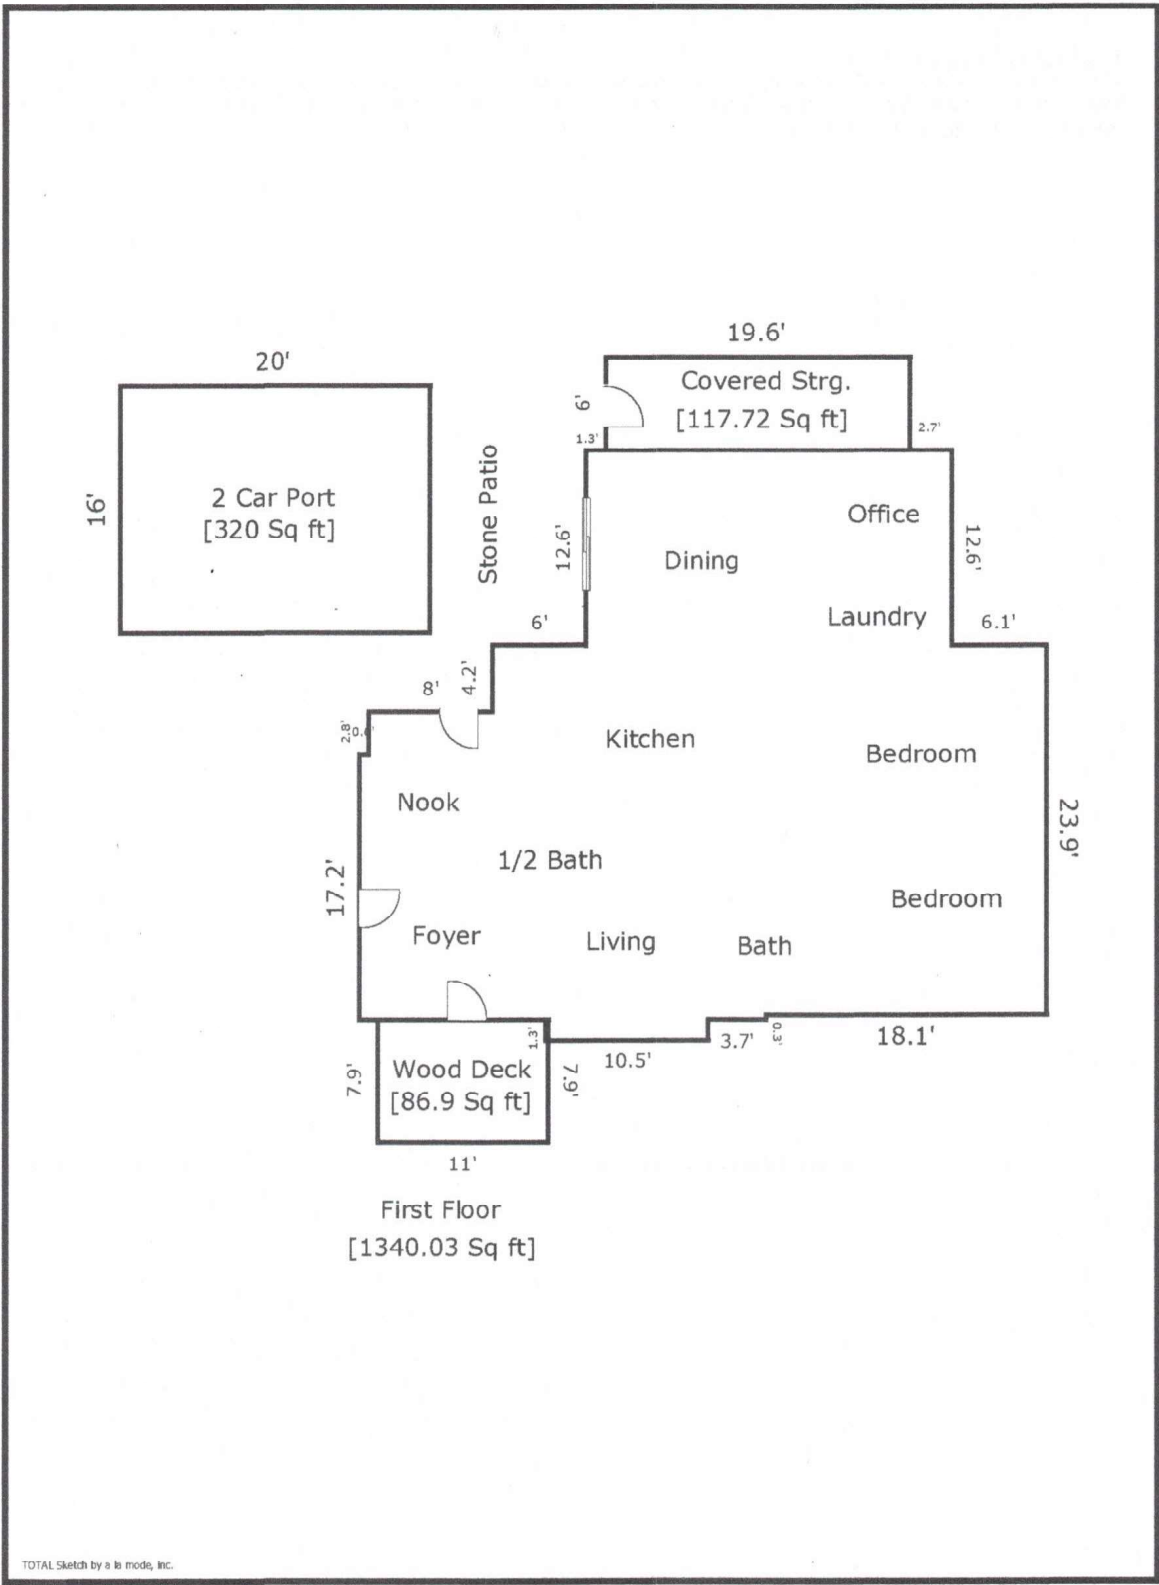 19.6'
20'
Covered Strg.
[117.72 Sq ft]
6'
1.3'
2.7'
16'
2 Car Port
[320 Sq ft]
Stone Patio
12.6'
Dining
Office
12.6'
Laundry
6'
6.1'
8'
4.2'
2.8'
Kitchen
Bedroom
Nook
23.9'
1/2 Bath
17.2'
Bedroom
Foyer
Living
Bath
1.3'
10.5'
3.7'
0.3'
18.1'
7.9'
Wood Deck
[86.9 Sq ft]
7.9'
11'
First Floor
[1340.03 Sq ft]
TOTAL Sketch by a la mode, inc.